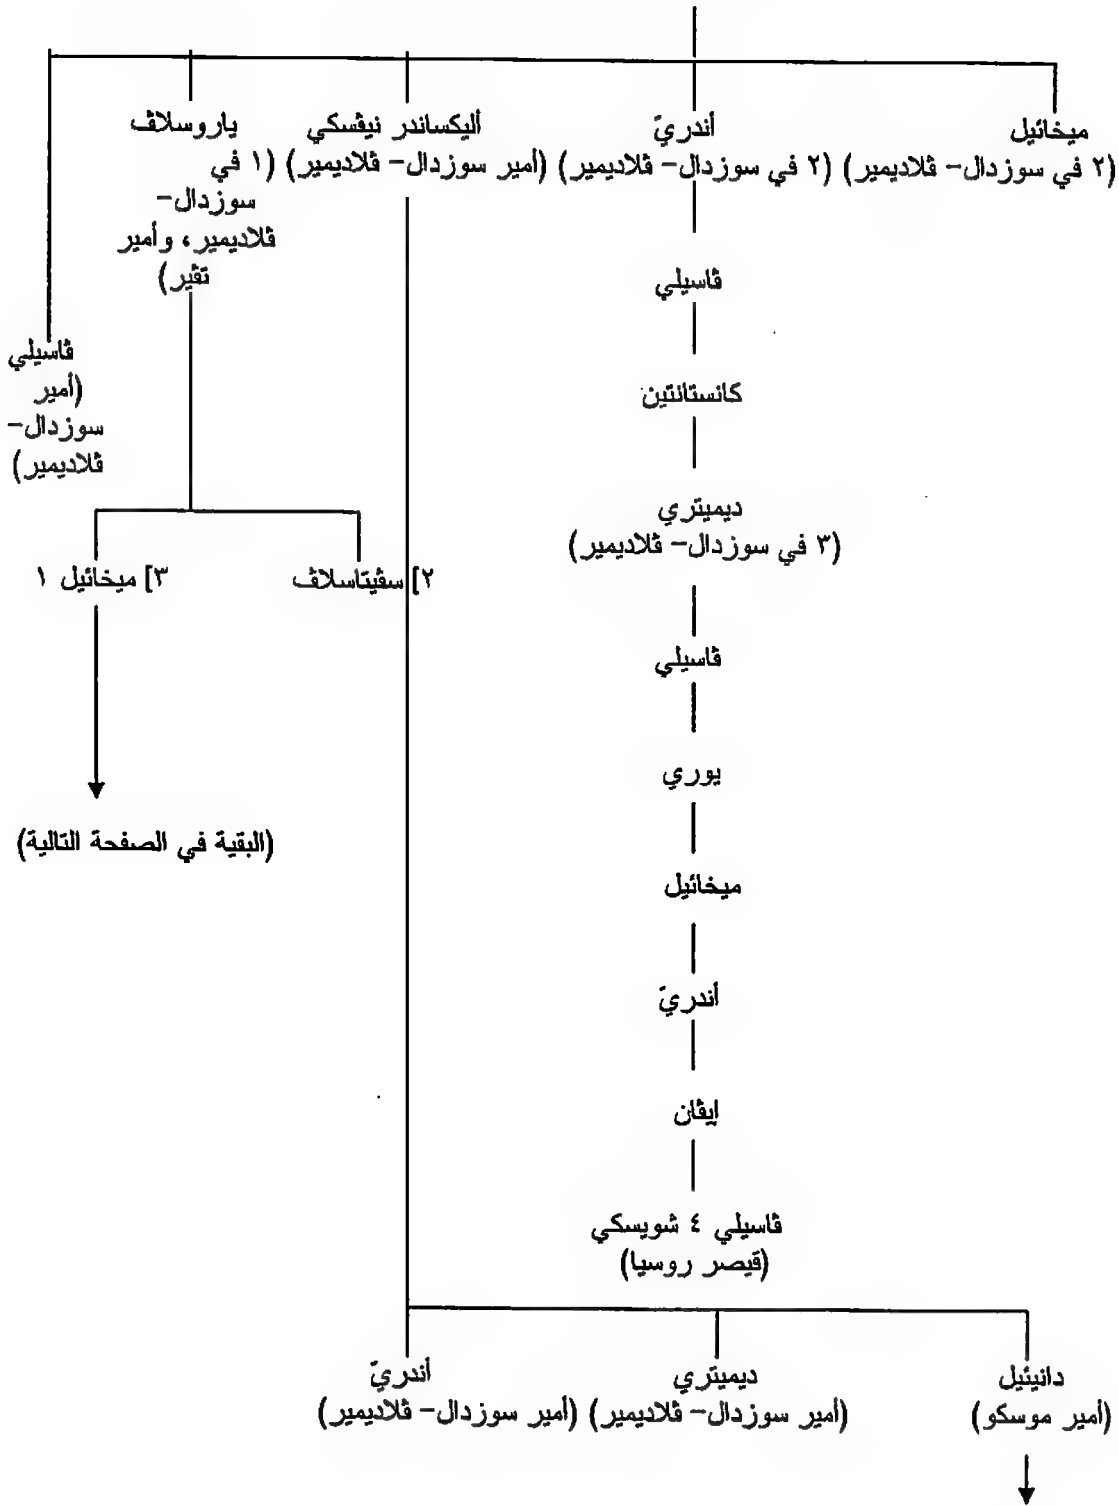 ميخائيل
(٢ في سوزدال- ڤلاديمير)
أندريّ
(٢ في سوزدال- ڤلاديمير)
أليكساندر نيڤسكي
(أمير سوزدال- ڤلاديمير)
ياروسلاڤ
(١ في
سوزدال-
ڤلاديمير، وأمير
تڤير)
ڤاسيلي
(أمير
سوزدال-
ڤلاديمير)
ڤاسيلي
كانستانتين
ديميتري
(٣ في سوزدال- ڤلاديمير)
ڤاسيلي
يوري
ميخائيل
أندريّ
إيڤان
ڤاسيلي ٤ شويسكي
(قيصر روسيا)
٢] سڤيتاسلاڤ
٣] ميخائيل ١
(البقية في الصفحة التالية)
دانيئيل
(أمير موسكو)
ديميتري
(أمير سوزدال- ڤلاديمير)
أندريّ
(أمير سوزدال- ڤلاديمير)